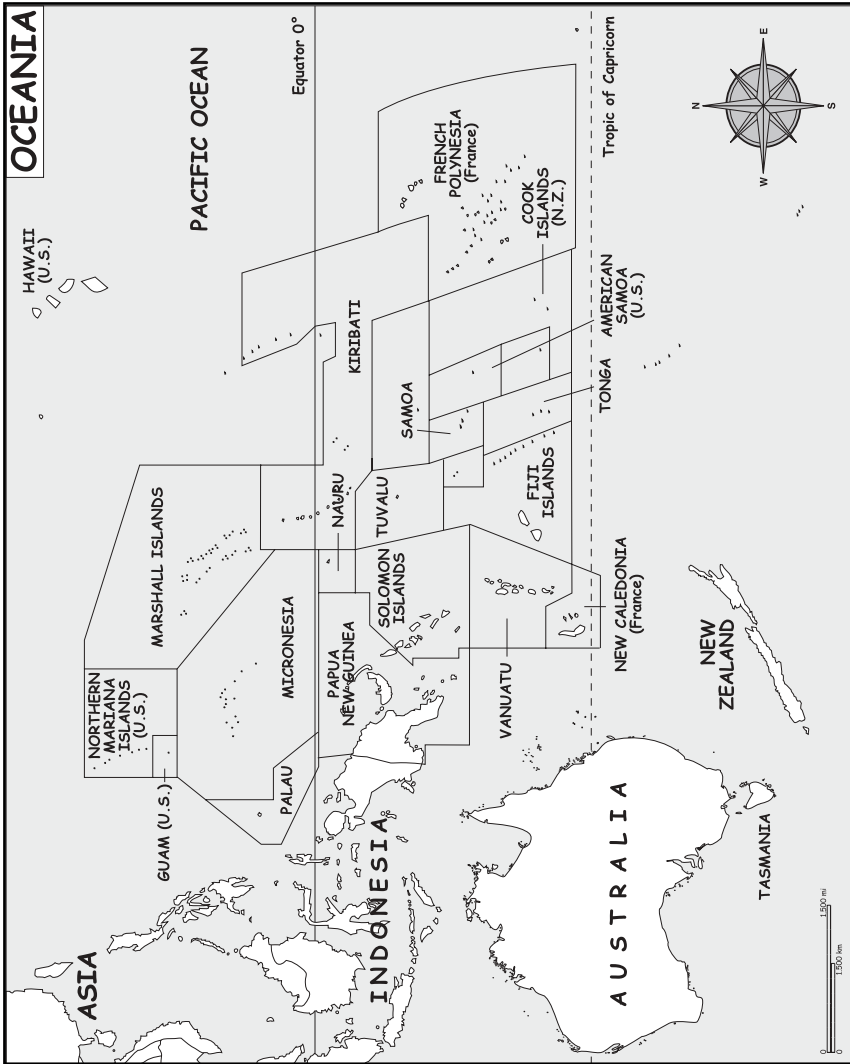 OCEANIA
HAWAII
(U.S.)
PACIFIC OCEAN
Equator 0°
Tropic of Capricorn
N
E
S
W
ASIA
NORTHERN
MARIANA
ISLANDS
(U.S.)
GUAM (U.S.)
MARSHALL ISLANDS
MICRONESIA
PALAU
INDONESIA
PAPUA
NEW GUINEA
NAURU
KIRIBATI
TUVALU
SOLOMON
ISLANDS
SAMOA
FRENCH
POLYNESIA
(France)
COOK
ISLANDS
(N.Z.)
AMERICAN
SAMOA
(U.S.)
TONGA
FIJI
ISLANDS
VANUATU
NEW CALEDONIA
(France)
AUSTRALIA
NEW
ZEALAND
TASMANIA
0
1,500 mi
0
1,500 km